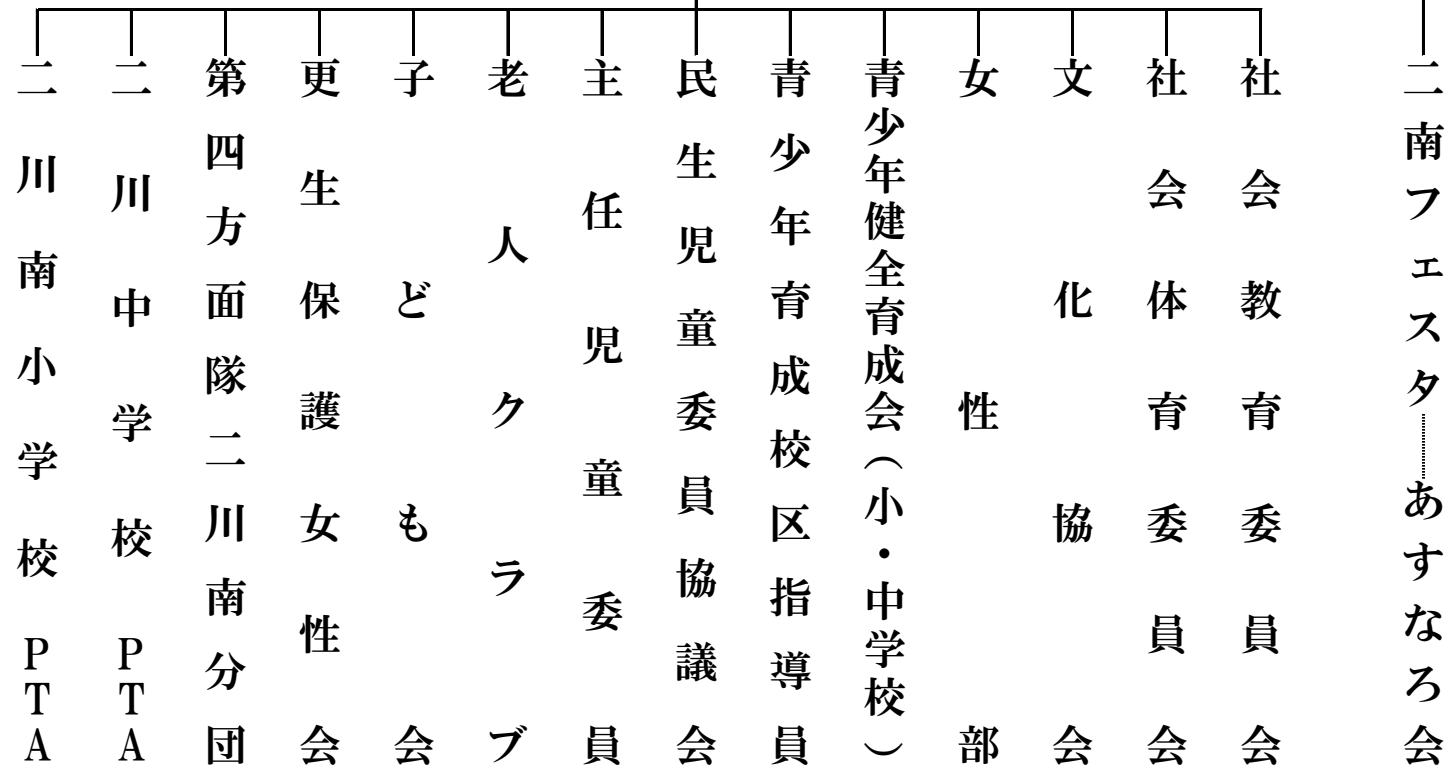 二南フェスタ……あすなろ会
社会教育委員会
社会体育委員会
文化協会
女性部
青少年健全育成会（小・中学校）
青少年育成校区指導員
民生児童委員協議会
主任児童委員
老人クラブ
子ども会
更生保護女性会
第四方面隊二川南分団
二川中学校PTA
二川南小学校PTA